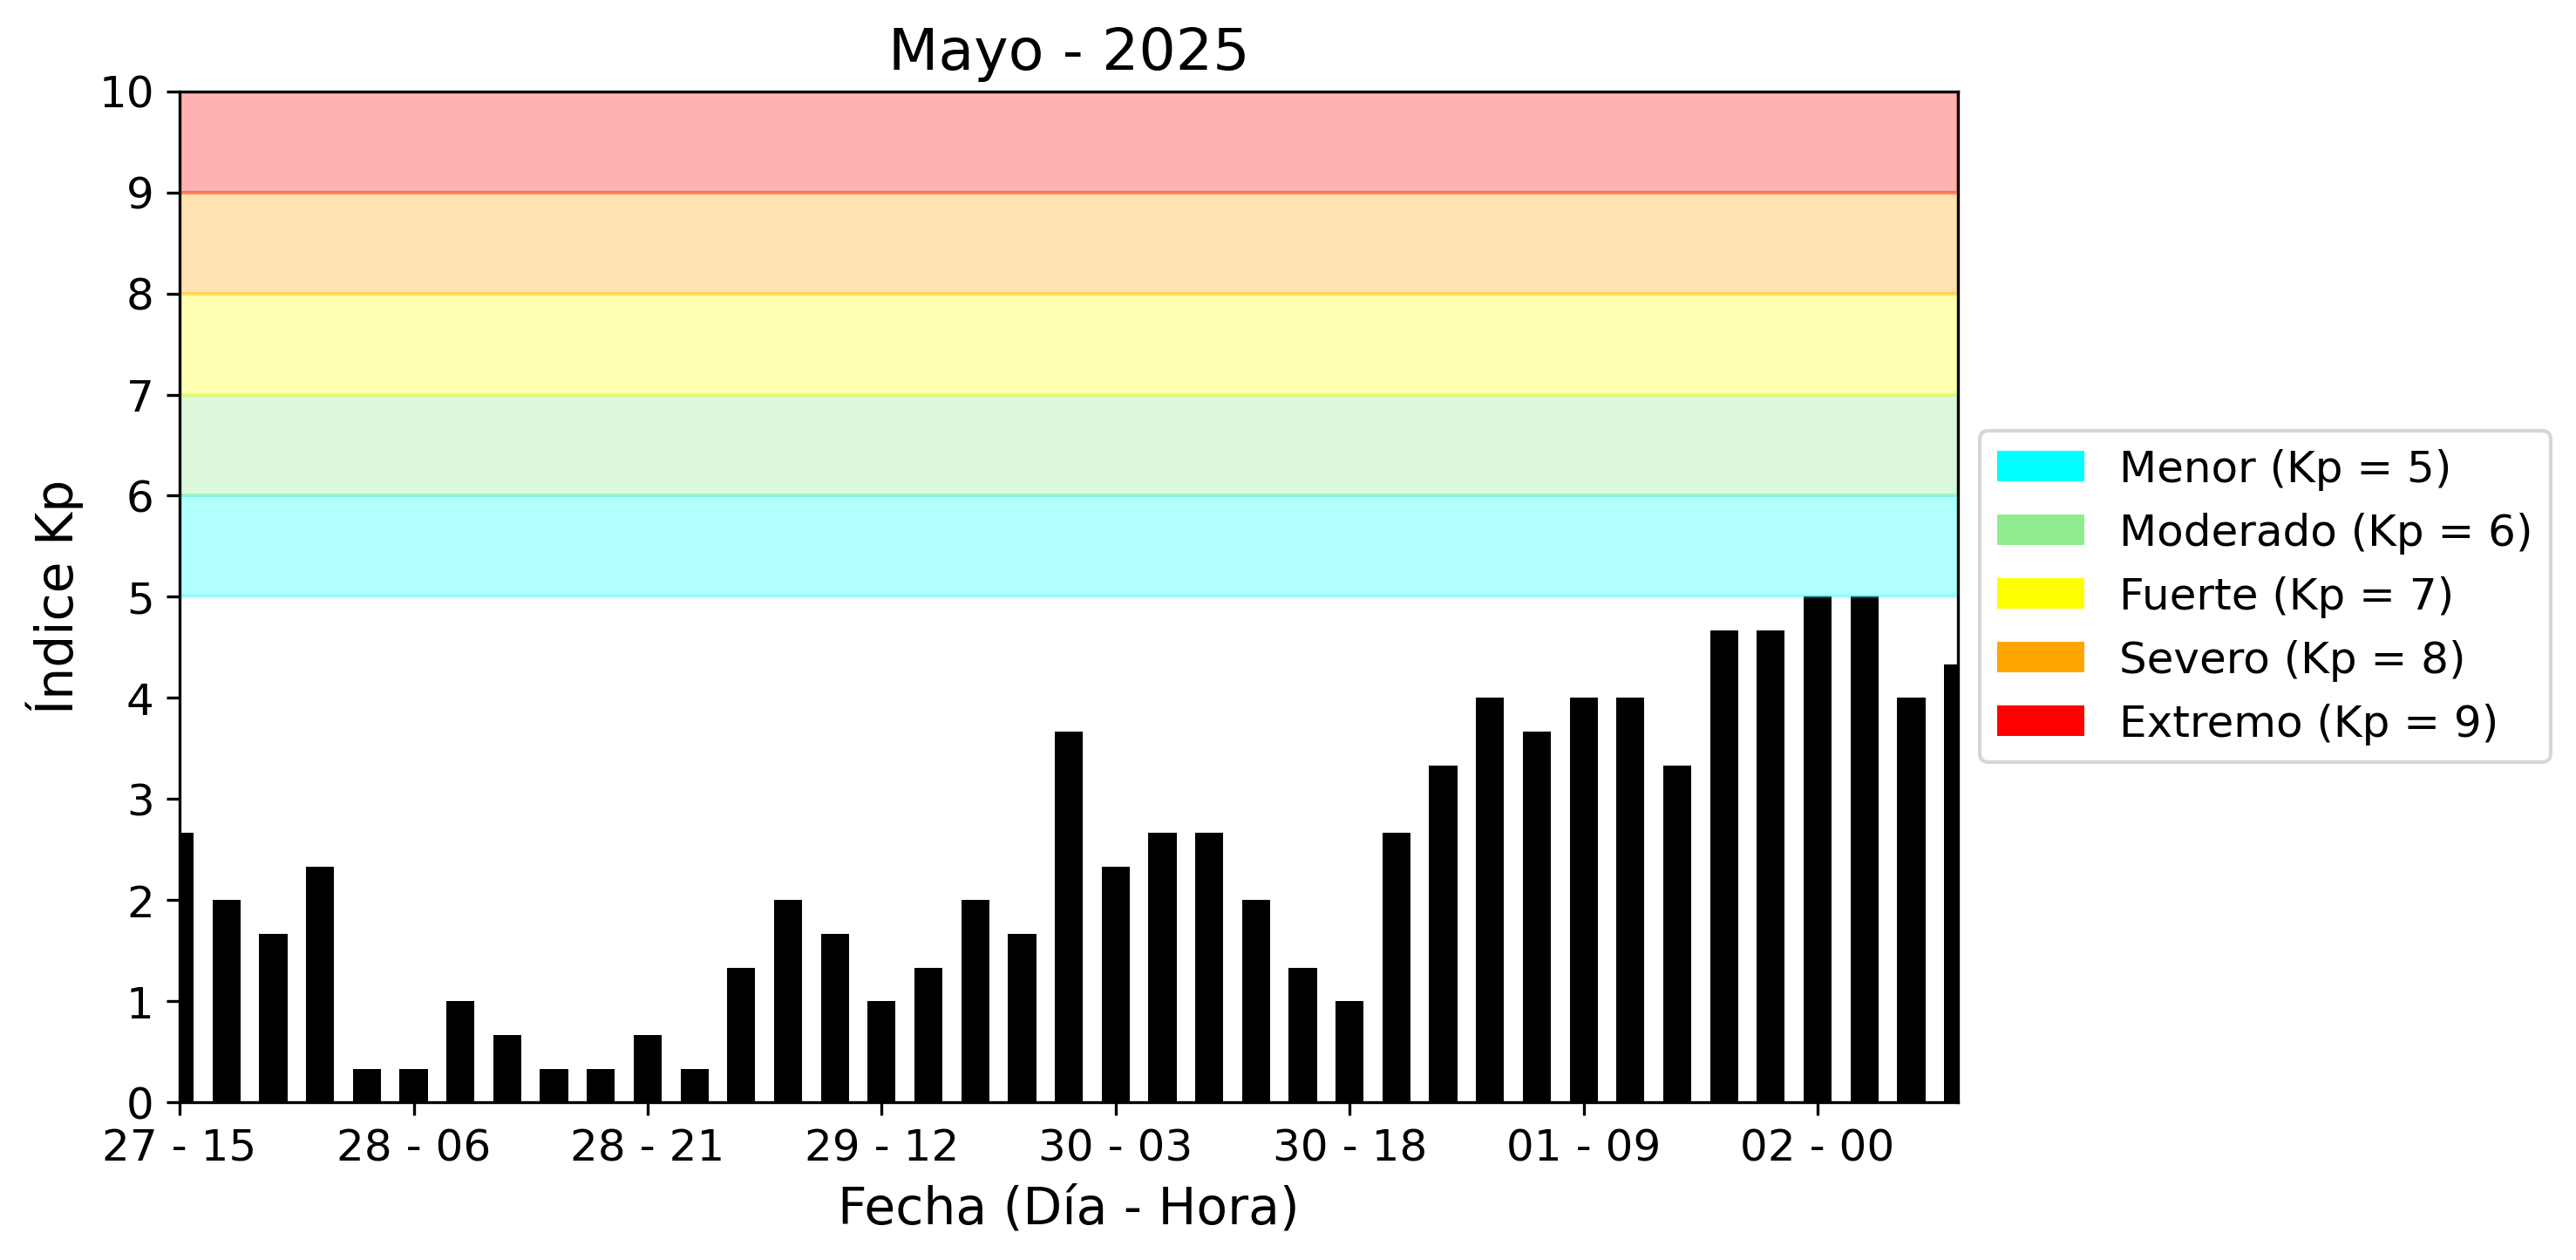 Mayo - 2025
10
9
8
7
6
5
4
3
2
1
0
Índice Kp
27 - 15
28 - 06
28 - 21
29 - 12
30 - 03
30 - 18
01 - 09
02 - 00
Fecha (Día - Hora)
Menor (Kp = 5)
Moderado (Kp = 6)
Fuerte (Kp = 7)
Severo (Kp = 8)
Extremo (Kp = 9)